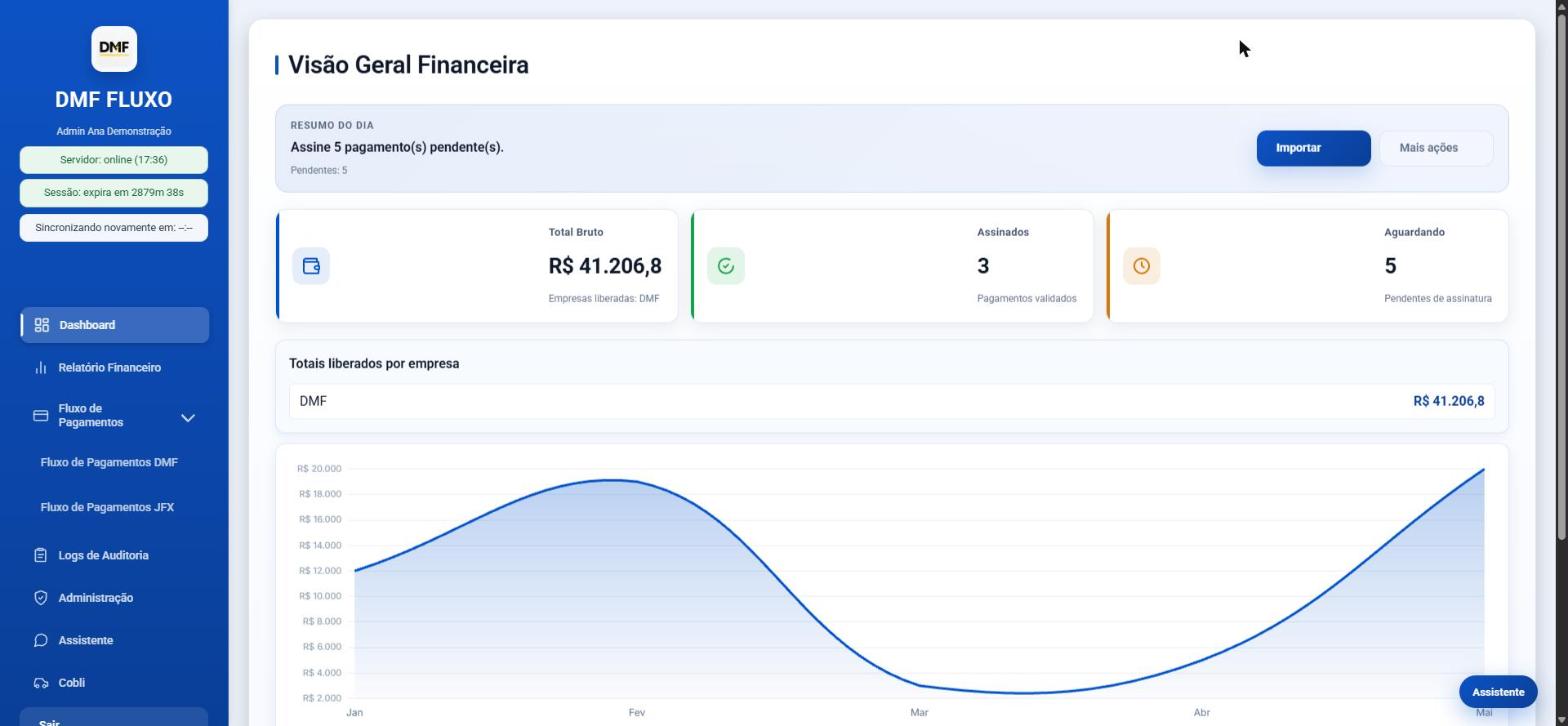 DMF
DMF FLUXO
Admin Ana Demonstração
Servidor: online (17:36)
Sessão: expira em 2879m 38s
Sincronizando novamente em: --:--
Dashboard
Relatório Financeiro
Fluxo de
Pagamentos
Fluxo de Pagamentos DMF
Fluxo de Pagamentos JFX
Logs de Auditoria
Administração
Assistente
Cobli
Sair
Visão Geral Financeira
RESUMO DO DIA
Assine 5 pagamento(s) pendente(s).
Pendentes: 5
Importar
Mais ações
Total Bruto
R$ 41.206,8
Empresas liberadas: DMF
Assinados
3
Pagamentos validados
Aguardando
5
Pendentes de assinatura
Totais liberados por empresa
DMF R$ 41.206,8
R$ 20.000
R$ 18.000
R$ 16.000
R$ 14.000
R$ 12.000
R$ 10.000
R$ 8.000
R$ 6.000
R$ 4.000
R$ 2.000
Jan Fev Mar Abr Mai
Assistente